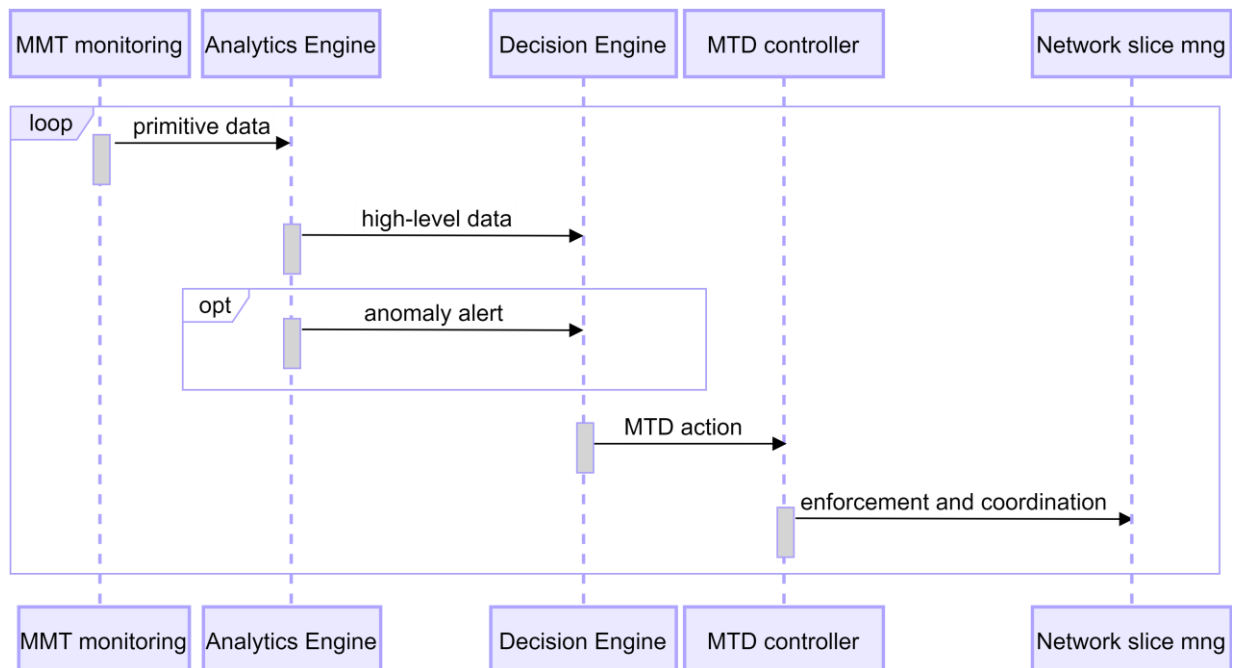 MMT monitoring
Analytics Engine
Decision Engine
MTD controller
Network slice mng
loop
primitive data
high-level data
opt
anomaly alert
MTD action
enforcement and coordination
MMT monitoring
Analytics Engine
Decision Engine
MTD controller
Network slice mng